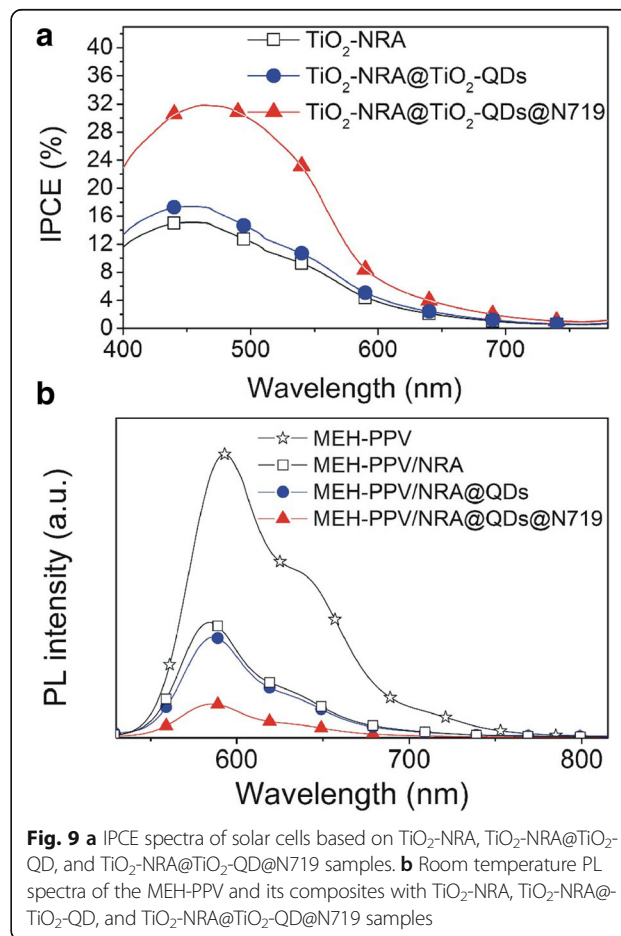 a
TiO₂-NRA
TiO₂-NRA@TiO₂-QDs
TiO₂-NRA@TiO₂-QDs@N719
IPCE (%)
40
36
32
28
24
20
16
12
8
4
0
400 500 600 700
Wavelength (nm)
b
MEH-PPV
MEH-PPV/NRA
MEH-PPV/NRA@QDs
MEH-PPV/NRA@QDs@N719
PL intensity (a.u.)
600 700 800
Wavelength (nm)
Fig. 9 a IPCE spectra of solar cells based on TiO₂-NRA, TiO₂-NRA@TiO₂-
QD, and TiO₂-NRA@TiO₂-QD@N719 samples. b Room temperature PL
spectra of the MEH-PPV and its composites with TiO₂-NRA, TiO₂-NRA@-
TiO₂-QD, and TiO₂-NRA@TiO₂-QD@N719 samples